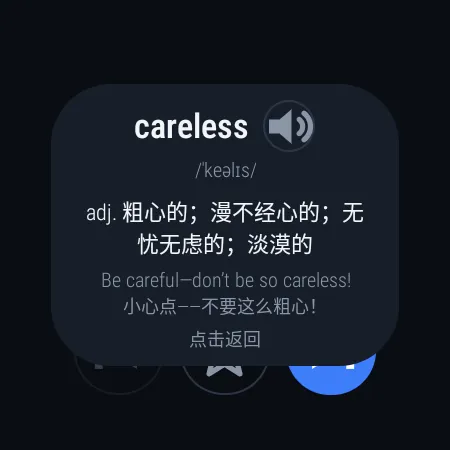 careless
/ˈkeəlɪs/
adj. 粗心的；漫不经心的；无
忧无虑的；淡漠的
Be careful—don't be so careless!
小心点——不要这么粗心！
点击返回